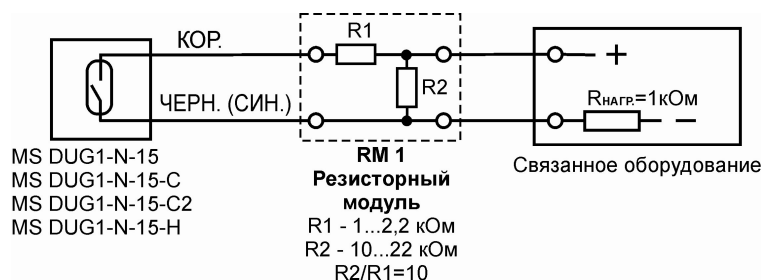 КОР.
ЧЕРН. (СИН.)
MS DUG1-N-15
MS DUG1-N-15-C
MS DUG1-N-15-C2
MS DUG1-N-15-H
R1
R2
RM 1
Резисторный
модуль
R1 - 1...2,2 кОм
R2 - 10...22 кОм
R2/R1=10
+
Rнагр.=1кОм
–
Связанное оборудование